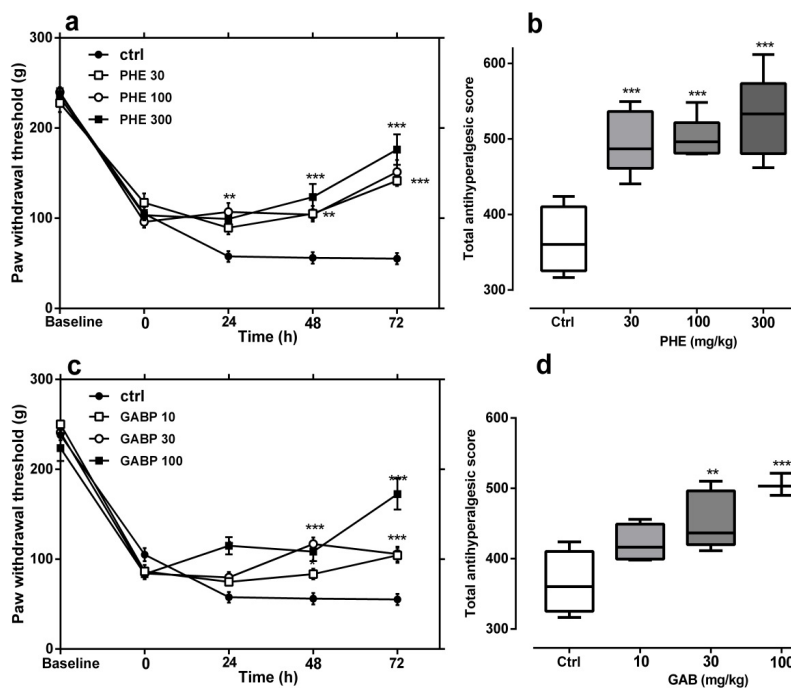 a
Paw withdrawal threshold (g)
300
200
100
0
ctrl
PHE 30
PHE 100
PHE 300
**
***
**
***
***
Baseline
0
24
48
72
Time (h)
b
Total antihyperalgesic score
600
500
400
300
***
***
***
Ctrl
30
100
300
PHE (mg/kg)
c
Paw withdrawal threshold (g)
300
200
100
0
ctrl
GABP 10
GABP 30
GABP 100
***
*
***
***
Baseline
0
24
48
72
Time (h)
d
Total antihyperalgesic score
600
500
400
300
**
***
Ctrl
10
30
100
GAB (mg/kg)